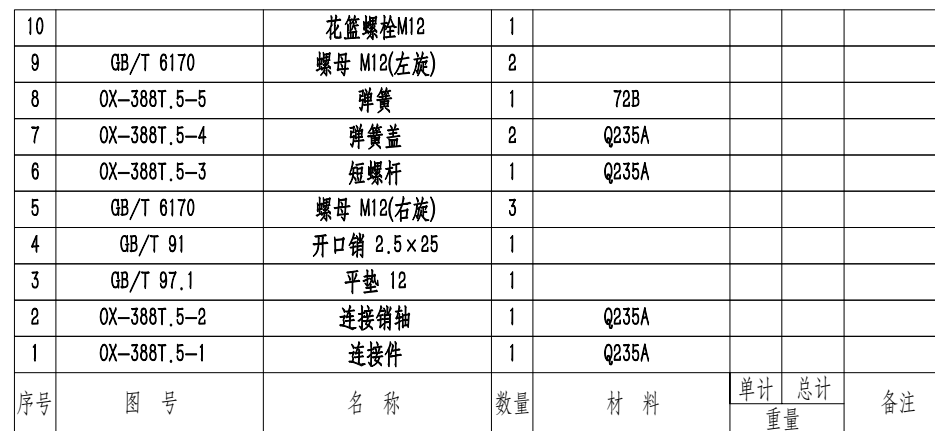 10 花篮螺栓M12 1
9 GB/T 6170 螺母 M12(左旋) 2
8 OX-388T.5-5 弹簧 1 72B
7 OX-388T.5-4 弹簧盖 2 Q235A
6 OX-388T.5-3 短螺杆 1 Q235A
5 GB/T 6170 螺母 M12(右旋) 3
4 GB/T 91 开口销 2.5×25 1
3 GB/T 97.1 平垫 12 1
2 OX-388T.5-2 连接销轴 1 Q235A
1 OX-388T.5-1 连接件 1 Q235A
序号 图 号 名 称 数量 材 料 单计 总计 备注
重量